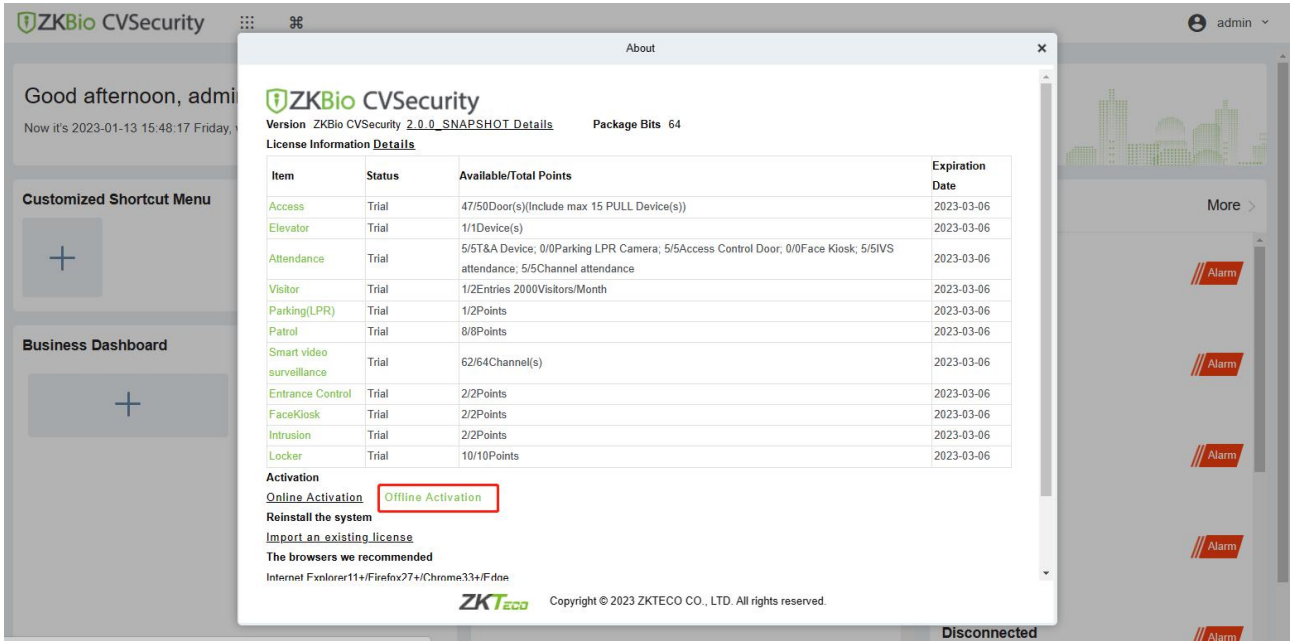 ZKBio CVSecurity
admin
About
Good afternoon, admi
Now it's 2023-01-13 15:48:17 Friday,
Customized Shortcut Menu
Business Dashboard
ZKBio CVSecurity
Version ZKBio CVSecurity 2.0.0_SNAPSHOT Details Package Bits 64
License Information Details
Item Status Available/Total Points Expiration Date
Access Trial 47/50Door(s)(Include max 15 PULL Device(s)) 2023-03-06
Elevator Trial 1/1Device(s) 2023-03-06
Attendance Trial 5/5T&A Device; 0/0Parking LPR Camera; 5/5Access Control Door; 0/0Face Kiosk; 5/5IVS
attendance; 5/5Channel attendance 2023-03-06
Visitor Trial 1/2Entries 2000Visitors/Month 2023-03-06
Parking(LPR) Trial 1/2Points 2023-03-06
Patrol Trial 8/8Points 2023-03-06
Smart video
surveillance Trial 62/64Channel(s) 2023-03-06
Entrance Control Trial 2/2Points 2023-03-06
FaceKiosk Trial 2/2Points 2023-03-06
Intrusion Trial 2/2Points 2023-03-06
Locker Trial 10/10Points 2023-03-06
Activation
Online Activation Offline Activation
Reinstall the system
Import an existing license
The browsers we recommended
Internet Explorer11+/Firefox27+/Chrome33+/Edge
ZKTeco Copyright © 2023 ZKTECO CO., LTD. All rights reserved.
More
Alarm
Alarm
Alarm
Alarm
Disconnected
Alarm